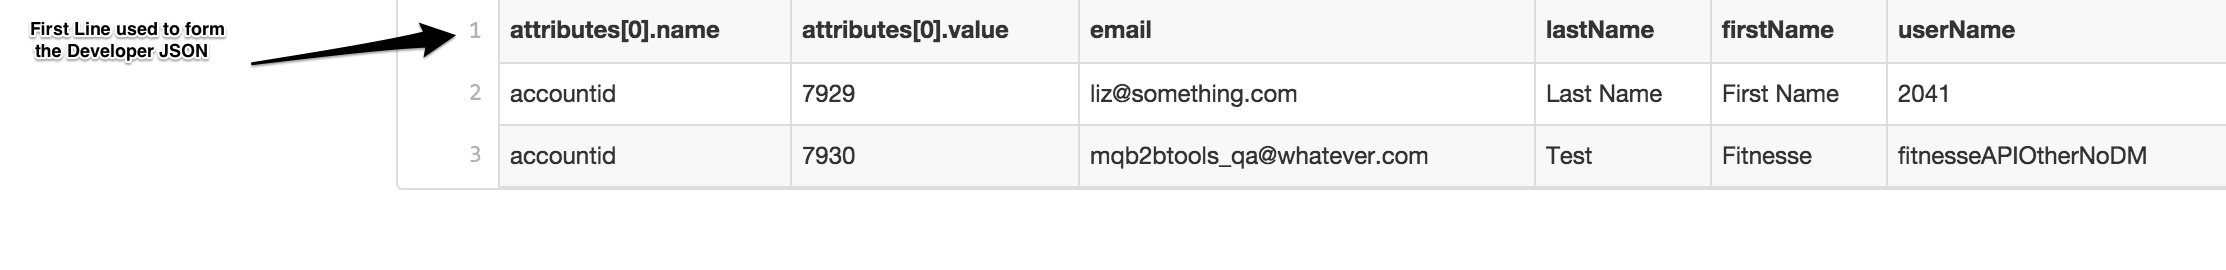 First Line used to form
the Developer JSON
1 attributes[0].name attributes[0].value email lastName firstName userName
2 accountid 7929 liz@something.com Last Name First Name 2041
3 accountid 7930 mqb2btools_qa@whatever.com Test Fitnesse fitnesseAPIOtherNoDM